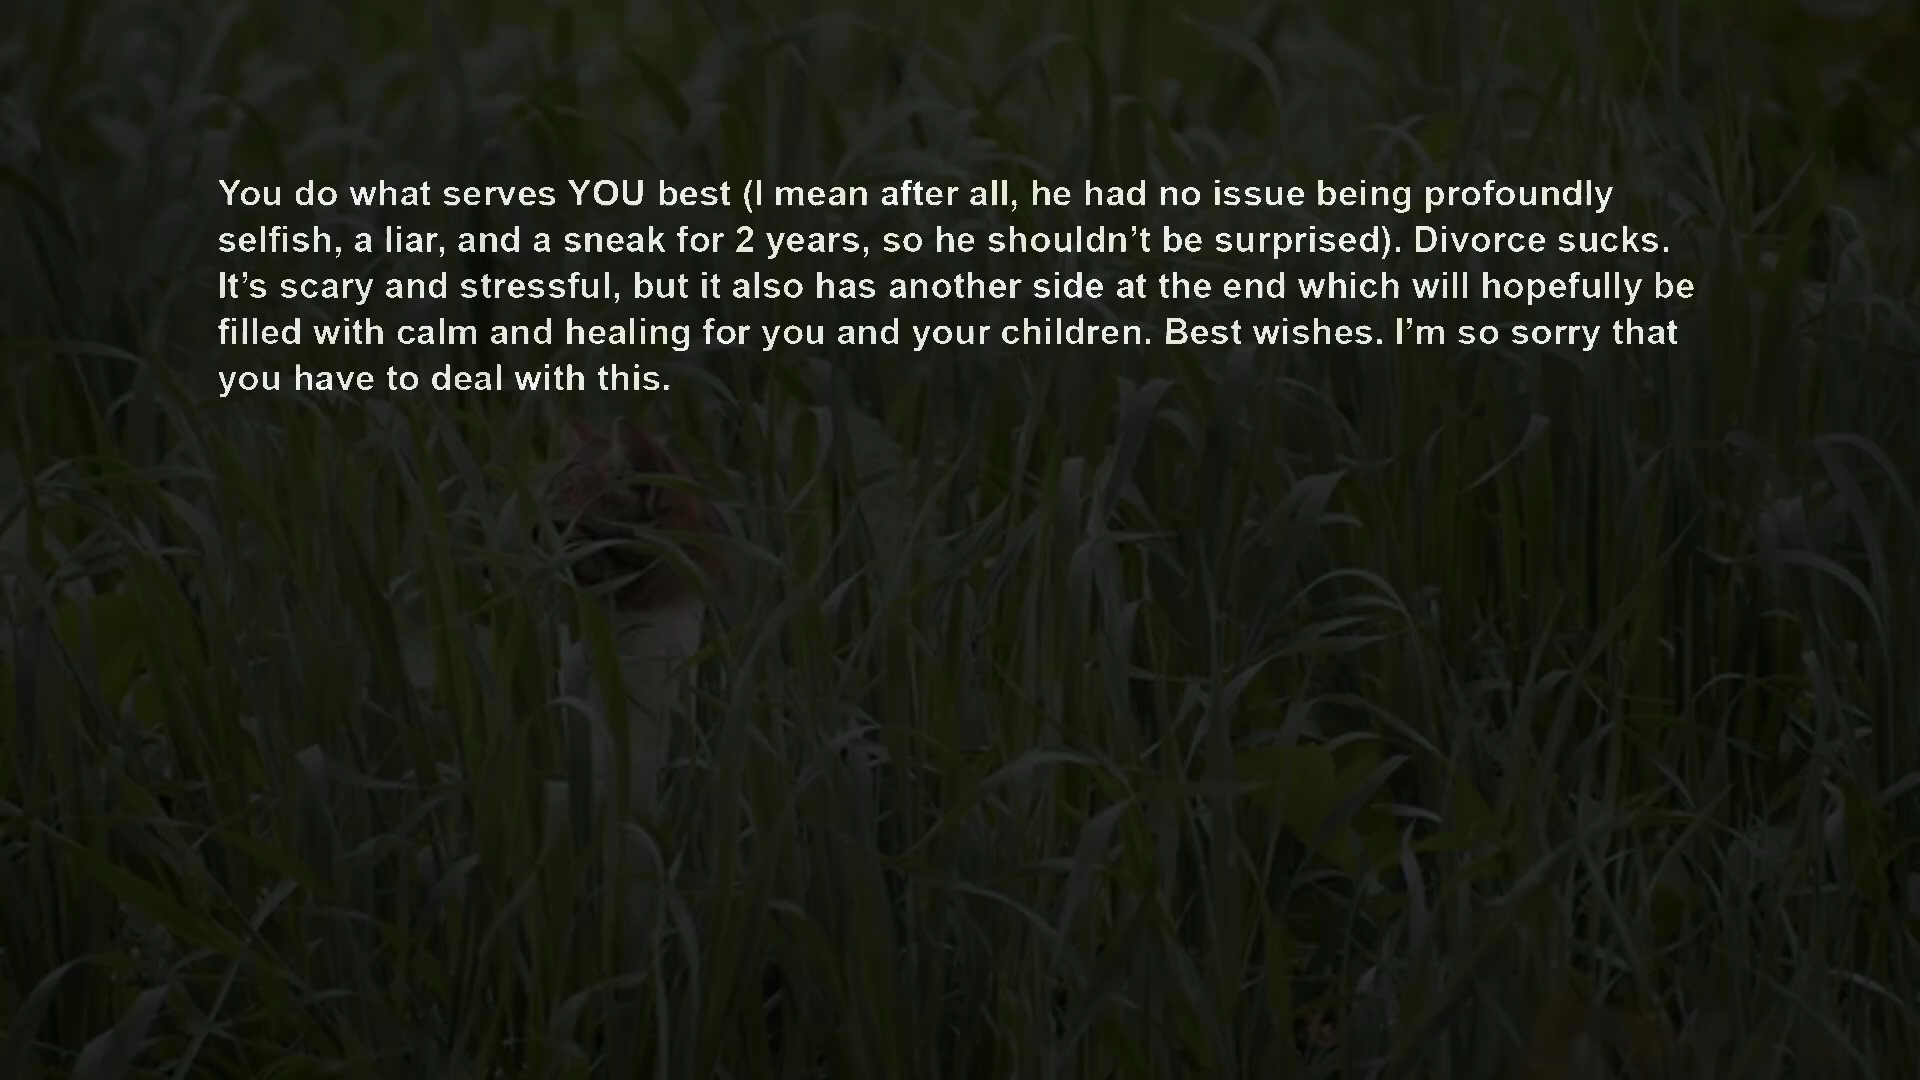 You do what serves YOU best (I mean after all, he had no issue being profoundly
selfish, a liar, and a sneak for 2 years, so he shouldn’t be surprised). Divorce sucks.
It’s scary and stressful, but it also has another side at the end which will hopefully be
filled with calm and healing for you and your children. Best wishes. I’m so sorry that
you have to deal with this.